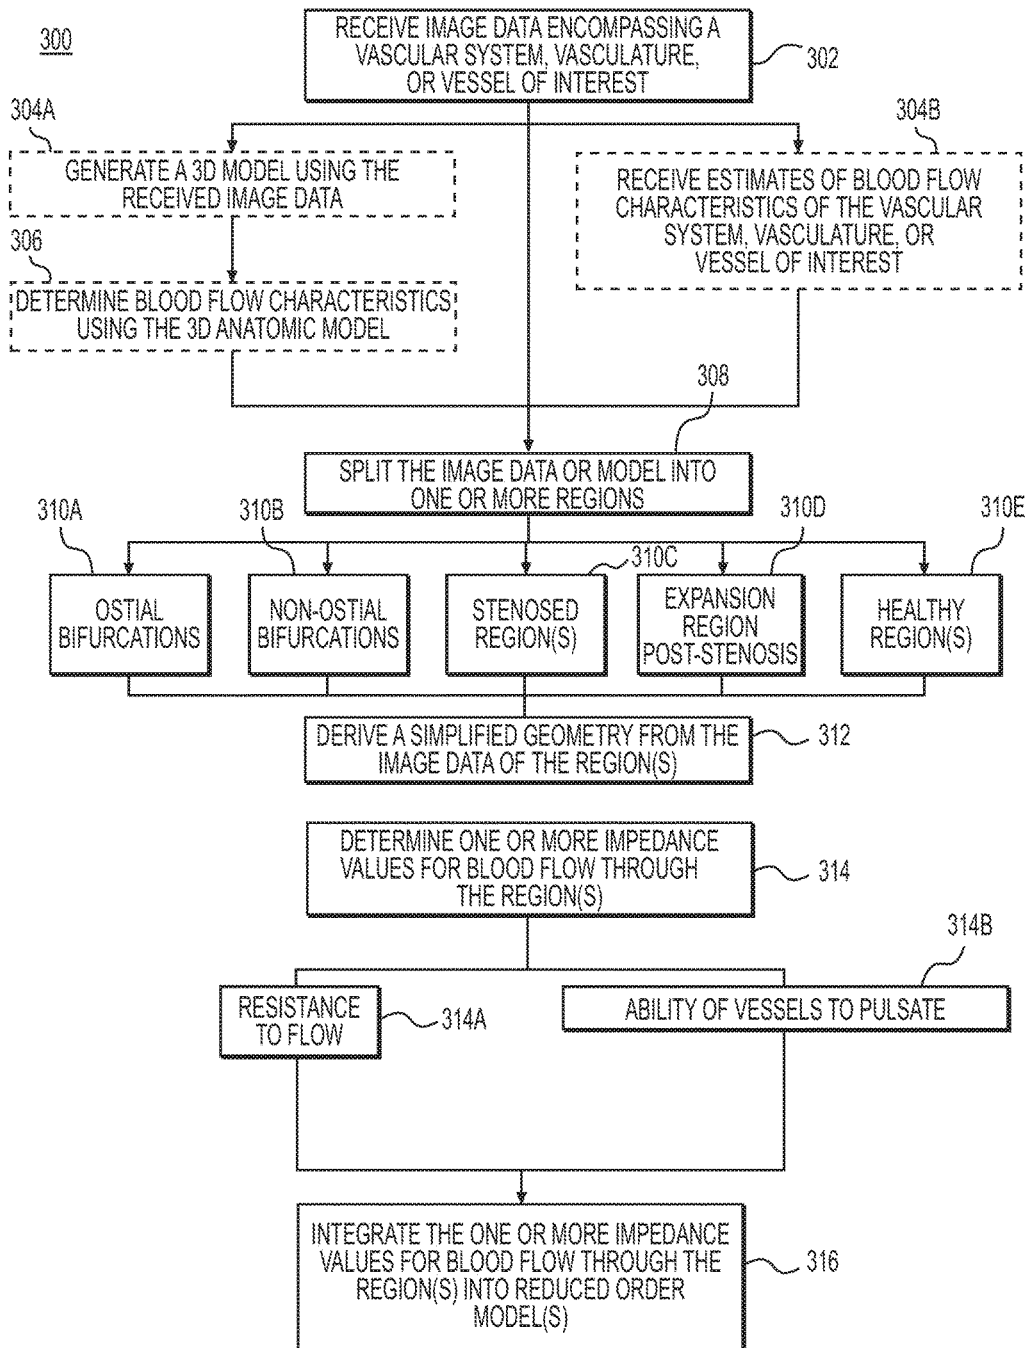 300
RECEIVE IMAGE DATA ENCOMPASSING A
VASCULAR SYSTEM, VASCULATURE,
OR VESSEL OF INTEREST
302
304A
304B
GENERATE A 3D MODEL USING THE
RECEIVED IMAGE DATA
RECEIVE ESTIMATES OF BLOOD FLOW
CHARACTERISTICS OF THE VASCULAR
SYSTEM, VASCULATURE, OR
VESSEL OF INTEREST
306
DETERMINE BLOOD FLOW CHARACTERISTICS
USING THE 3D ANATOMIC MODEL
308
SPLIT THE IMAGE DATA OR MODEL INTO
ONE OR MORE REGIONS
310A
310B
310C
310D
310E
OSTIAL
BIFURCATIONS
NON-OSTIAL
BIFURCATIONS
STENOSED
REGION(S)
EXPANSION
REGION
POST-STENOSIS
HEALTHY
REGION(S)
DERIVE A SIMPLIFIED GEOMETRY FROM THE
IMAGE DATA OF THE REGION(S)
312
DETERMINE ONE OR MORE IMPEDANCE
VALUES FOR BLOOD FLOW THROUGH
THE REGION(S)
314
314B
RESISTANCE
TO FLOW
314A
ABILITY OF VESSELS TO PULSATE
INTEGRATE THE ONE OR MORE IMPEDANCE
VALUES FOR BLOOD FLOW THROUGH THE
REGION(S) INTO REDUCED ORDER
MODEL(S)
316